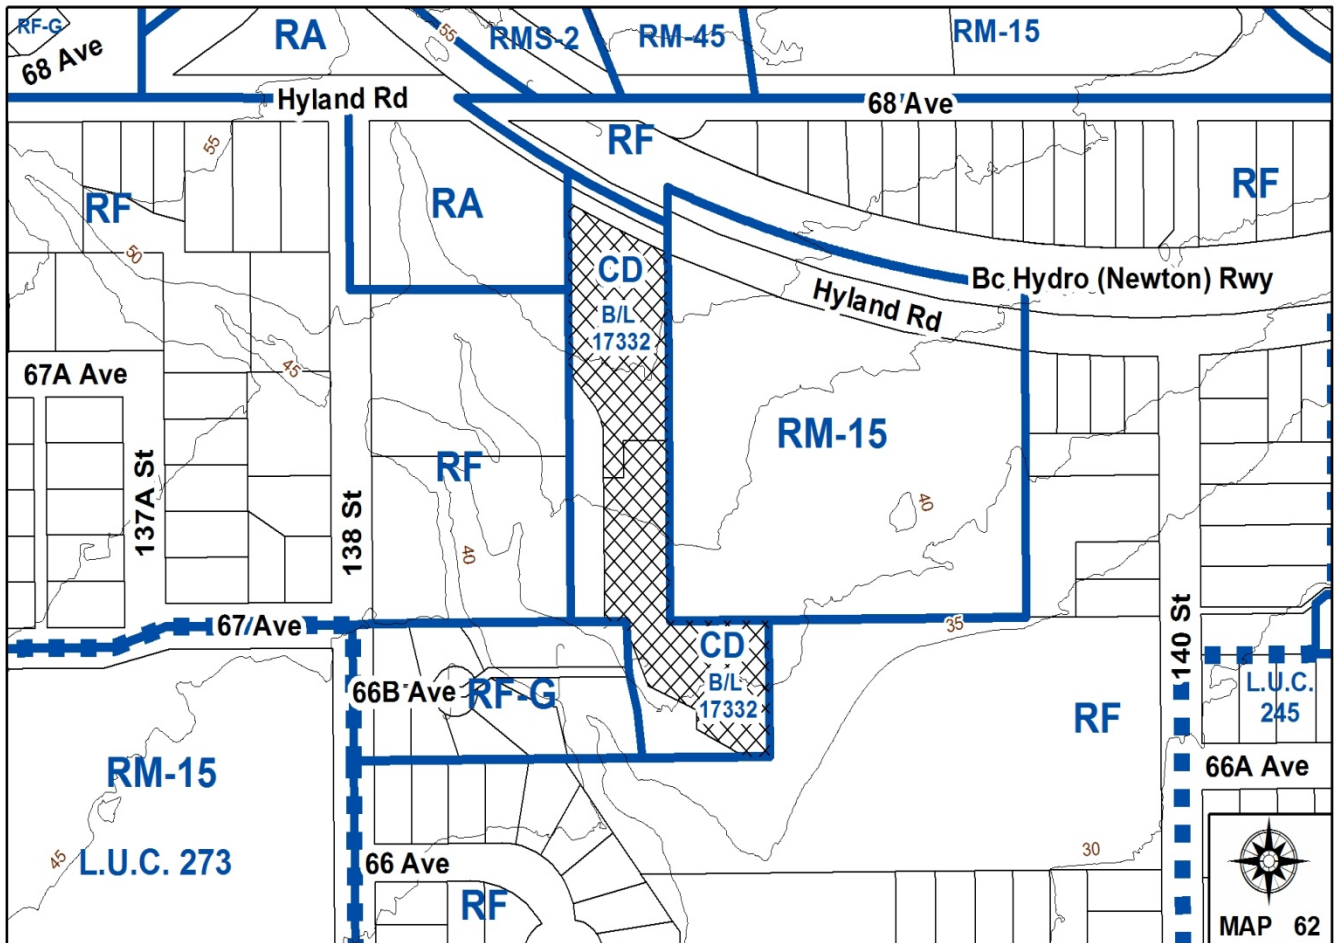 RF-G
68 Ave
RA
55
RMS-2
RM-45
RM-15
Hyland Rd
68 Ave
55
RF
RF
RA
RF
50
CD
B/L
17332
Bc Hydro (Newton) Rwy
Hyland Rd
45
67A Ave
RM-15
RF
137A St
138 St
40
40
67 Ave
35
140 St
CD
B/L
17332
66B Ave
RF-G
L.U.C.
245
RF
66A Ave
RM-15
L.U.C. 273
45
66 Ave
30
RF
MAP 62